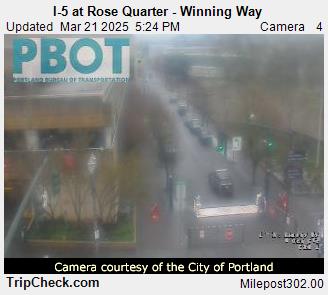 I-5 at Rose Quarter - Winning Way
Updated Mar 21 2025 5:24 PM Camera 4
PBOT
PORTLAND BUREAU OF TRANSPORTATION
Camera courtesy of the City of Portland
TripCheck.com Milepost302.00